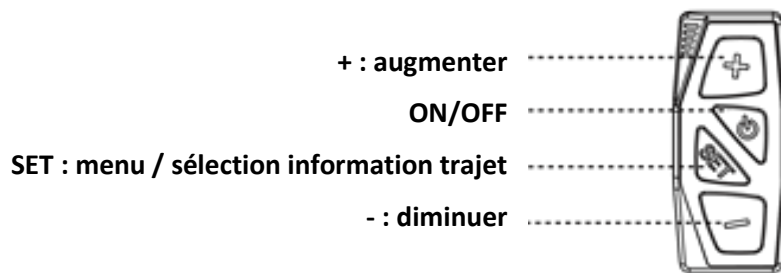 + : augmenter
ON/OFF
SET : menu / sélection information trajet
- : diminuer
+
SET
-